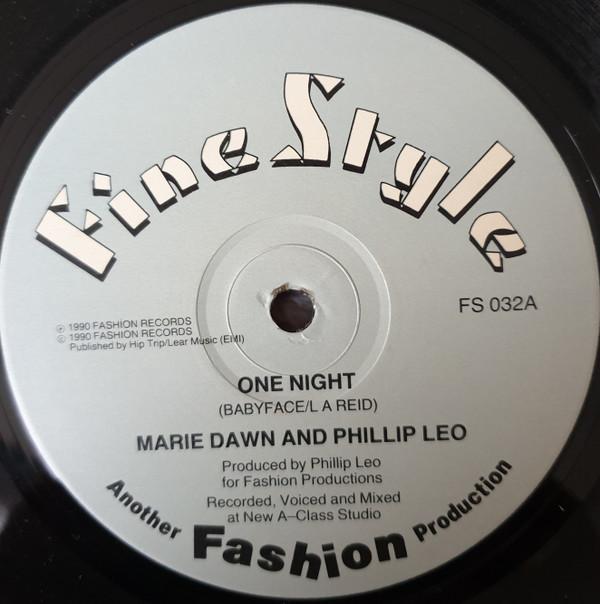 Fine Style
FS 032A
℗ 1990 FASHION RECORDS
© 1990 FASHION RECORDS
Published by Hip Trip/Lear Music (EMI)
ONE NIGHT
(BABYFACE/L A REID)
MARIE DAWN AND PHILLIP LEO
Produced by Phillip Leo
for Fashion Productions
Recorded, Voiced and Mixed
at New A–Class Studio
Another Fashion Production